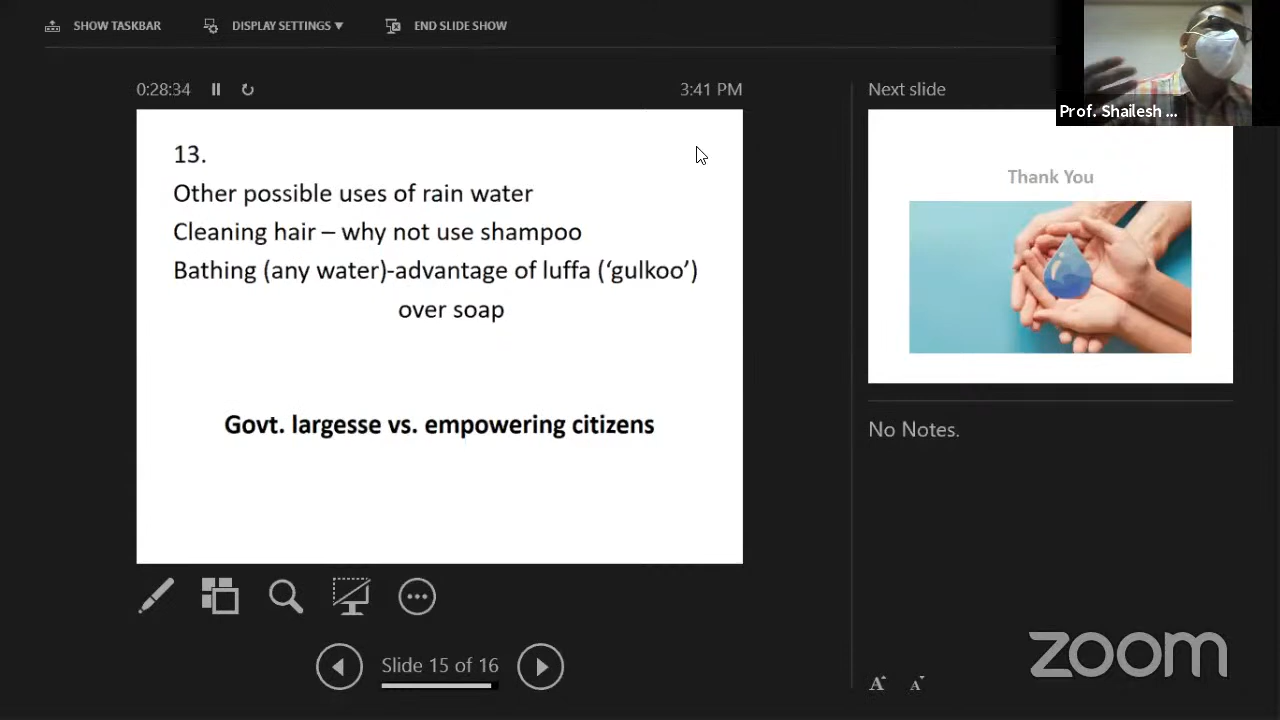 SHOW TASKBAR
DISPLAY SETTINGS
END SLIDE SHOW
Prof. Shailesh ...
0:28:34
3:41 PM
13.
Other possible uses of rain water
Cleaning hair – why not use shampoo
Bathing (any water)-advantage of luffa (‘gulkoo’)
over soap
Govt. largesse vs. empowering citizens
Next slide
Thank You
No Notes.
Slide 15 of 16
A A
zoom